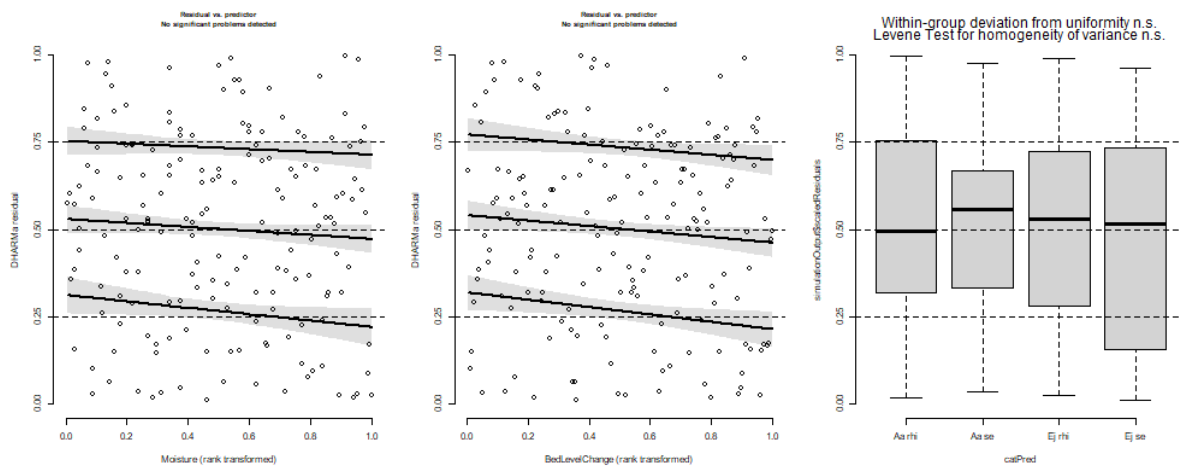 Residual vs. predictor
No significant problems detected
DHARMa residual
1.00
0.75
0.50
0.25
0.00
0.0 0.2 0.4 0.6 0.8 1.0
Moisture (rank transformed)
Residual vs. predictor
No significant problems detected
DHARMa residual
1.00
0.75
0.50
0.25
0.00
0.0 0.2 0.4 0.6 0.8 1.0
BedLevelChange (rank transformed)
Within-group deviation from uniformity n.s.
Levene Test for homogeneity of variance n.s.
simulationOutput$scaledResiduals
1.00
0.75
0.50
0.25
0.00
Aa rhi Aa se Ej rhi Ej se
catPred